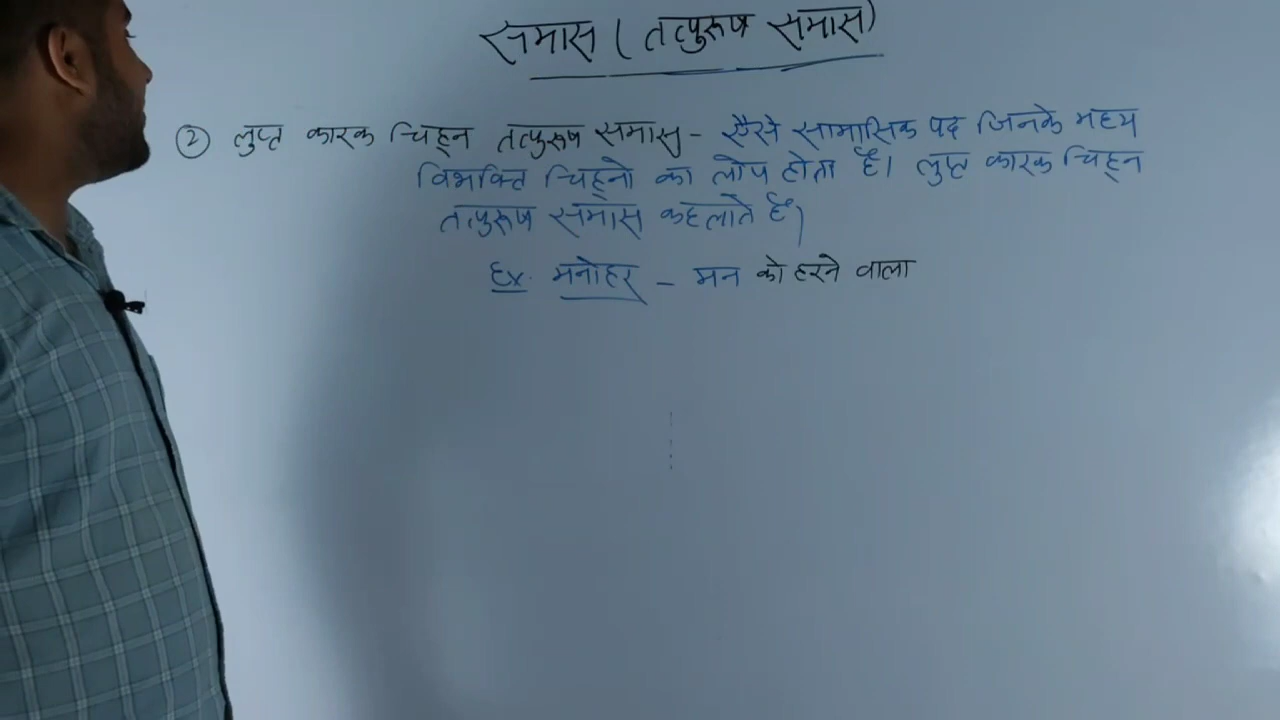 समास ( तत्पुरूष समास)
② लुप्त कारक चिह्न तत्पुरूष समास - ऐसे सामासिक पद जिनके मध्य
विभक्ति चिह्नो का लोप होता है। लुप्त कारक चिह्न
तत्पुरूष समास कहलाते है।
Ex. मनोहर - मन को हरने वाला